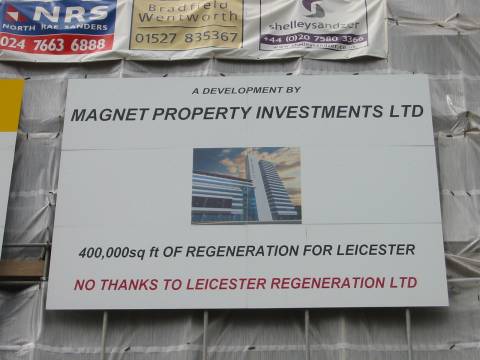 NRS
NORTH RAE SANDERS
024 7663 6888
Bradfield
Wentworth
01527 835367
shelleysandzer
+44 (0)20 7580 3366
A DEVELOPMENT BY
MAGNET PROPERTY INVESTMENTS LTD
400,000sq ft OF REGENERATION FOR LEICESTER
NO THANKS TO LEICESTER REGENERATION LTD